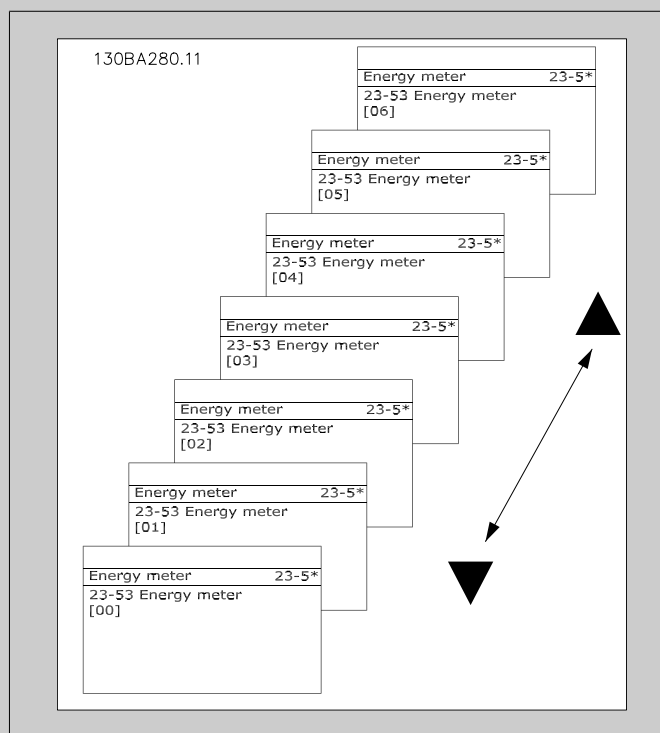 130BA280.11
Energy meter 23-5*
23-53 Energy meter
[06]
Energy meter 23-5*
23-53 Energy meter
[05]
Energy meter 23-5*
23-53 Energy meter
[04]
Energy meter 23-5*
23-53 Energy meter
[03]
Energy meter 23-5*
23-53 Energy meter
[02]
Energy meter 23-5*
23-53 Energy meter
[01]
Energy meter 23-5*
23-53 Energy meter
[00]